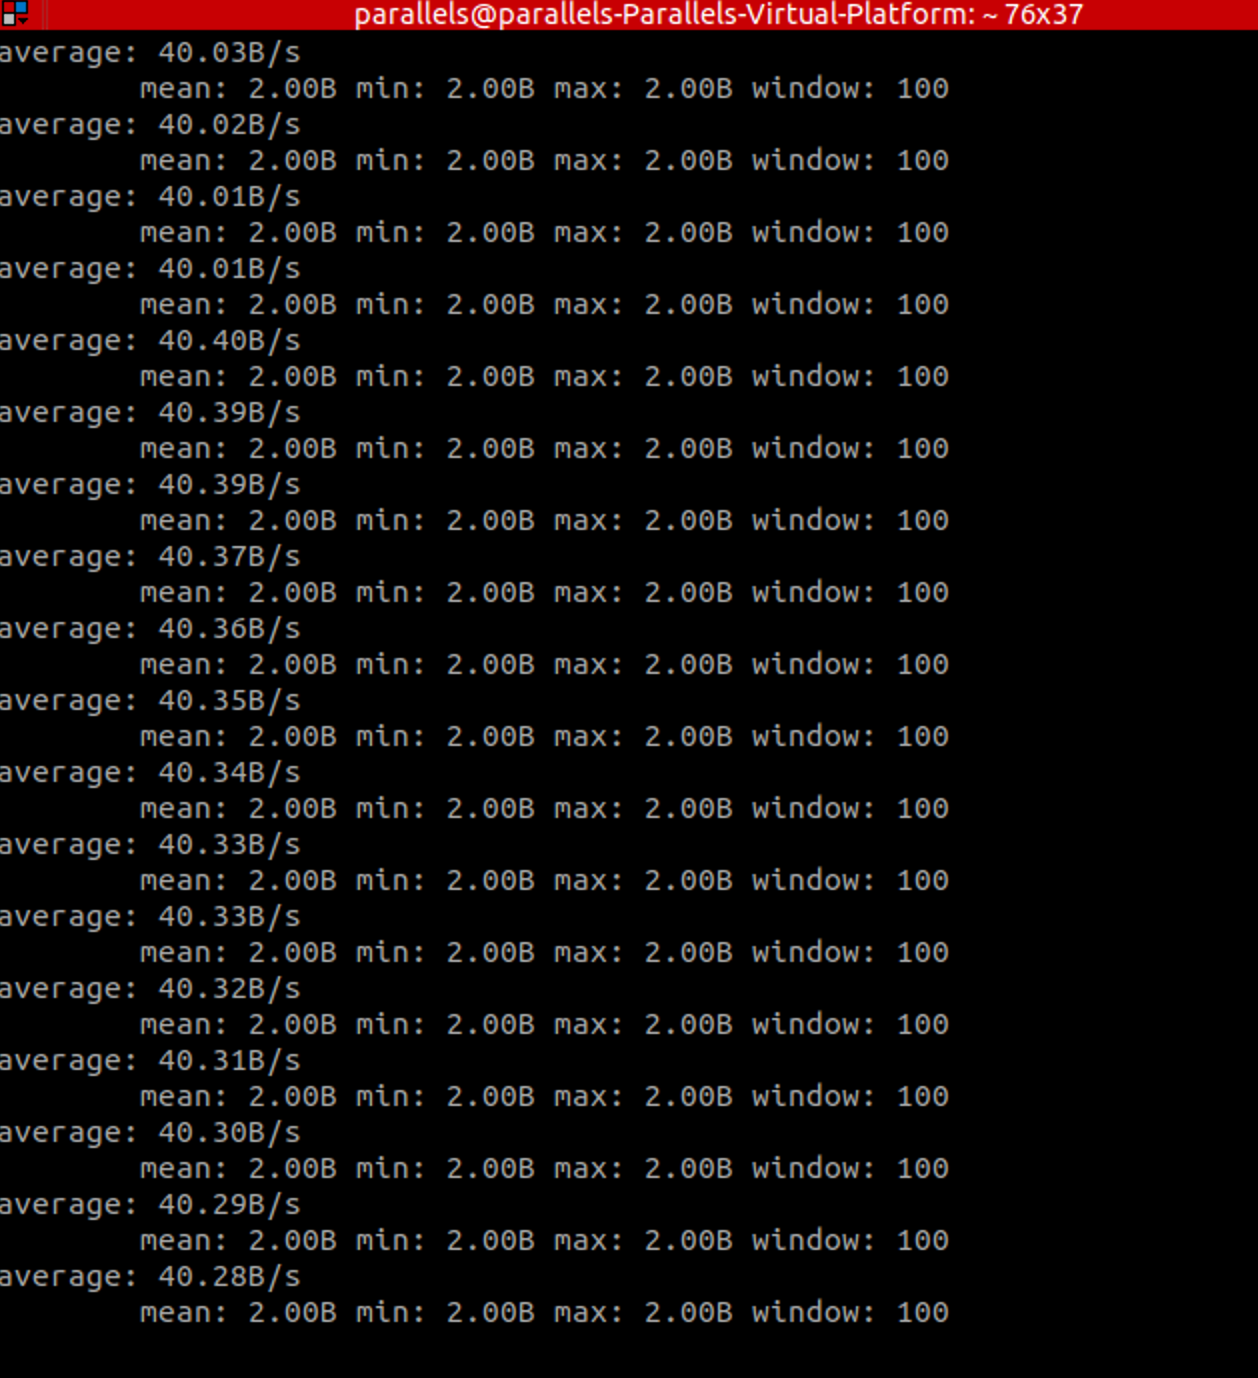 parallels@parallels-Parallels-Virtual-Platform: ~ 76x37
average: 40.03B/s
mean: 2.00B min: 2.00B max: 2.00B window: 100
average: 40.02B/s
mean: 2.00B min: 2.00B max: 2.00B window: 100
average: 40.01B/s
mean: 2.00B min: 2.00B max: 2.00B window: 100
average: 40.01B/s
mean: 2.00B min: 2.00B max: 2.00B window: 100
average: 40.40B/s
mean: 2.00B min: 2.00B max: 2.00B window: 100
average: 40.39B/s
mean: 2.00B min: 2.00B max: 2.00B window: 100
average: 40.39B/s
mean: 2.00B min: 2.00B max: 2.00B window: 100
average: 40.37B/s
mean: 2.00B min: 2.00B max: 2.00B window: 100
average: 40.36B/s
mean: 2.00B min: 2.00B max: 2.00B window: 100
average: 40.35B/s
mean: 2.00B min: 2.00B max: 2.00B window: 100
average: 40.34B/s
mean: 2.00B min: 2.00B max: 2.00B window: 100
average: 40.33B/s
mean: 2.00B min: 2.00B max: 2.00B window: 100
average: 40.33B/s
mean: 2.00B min: 2.00B max: 2.00B window: 100
average: 40.32B/s
mean: 2.00B min: 2.00B max: 2.00B window: 100
average: 40.31B/s
mean: 2.00B min: 2.00B max: 2.00B window: 100
average: 40.30B/s
mean: 2.00B min: 2.00B max: 2.00B window: 100
average: 40.29B/s
mean: 2.00B min: 2.00B max: 2.00B window: 100
average: 40.28B/s
mean: 2.00B min: 2.00B max: 2.00B window: 100